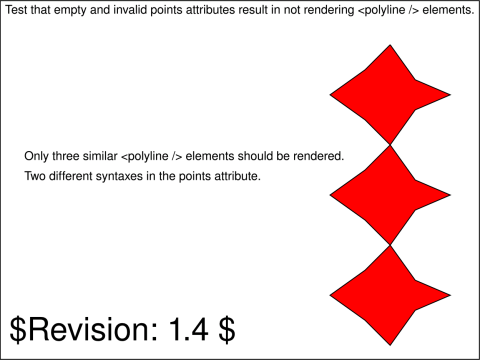 Test that empty and invalid points attributes result in not rendering <polyline /> elements.
Only three similar <polyline /> elements should be rendered.
Two different syntaxes in the points attribute.
$Revision: 1.4 $